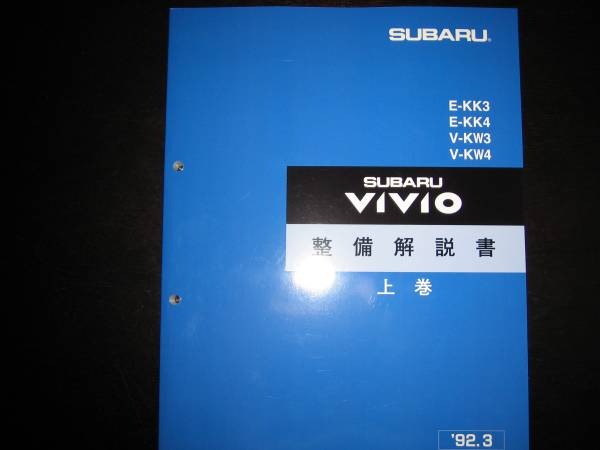 SUBARU®
E-KK3
E-KK4
V-KW3
V-KW4
SUBARU
VIVIO
整備解説書
上巻
'92.3